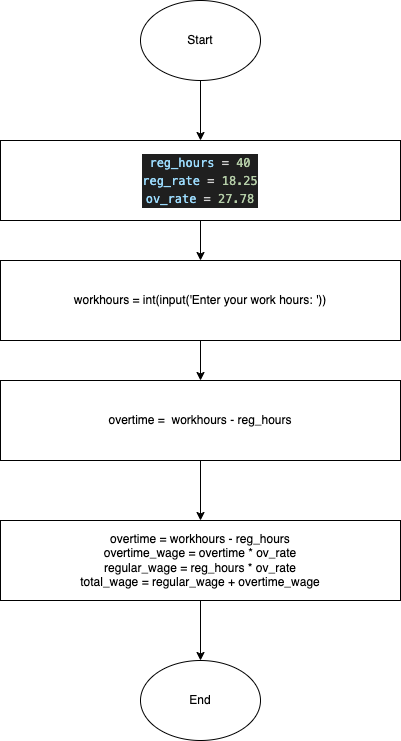 Start
reg_hours = 40
reg_rate = 18.25
ov_rate = 27.78
workhours = int(input('Enter your work hours: '))
overtime = workhours - reg_hours
overtime = workhours - reg_hours
overtime_wage = overtime * ov_rate
regular_wage = reg_hours * ov_rate
total_wage = regular_wage + overtime_wage
End